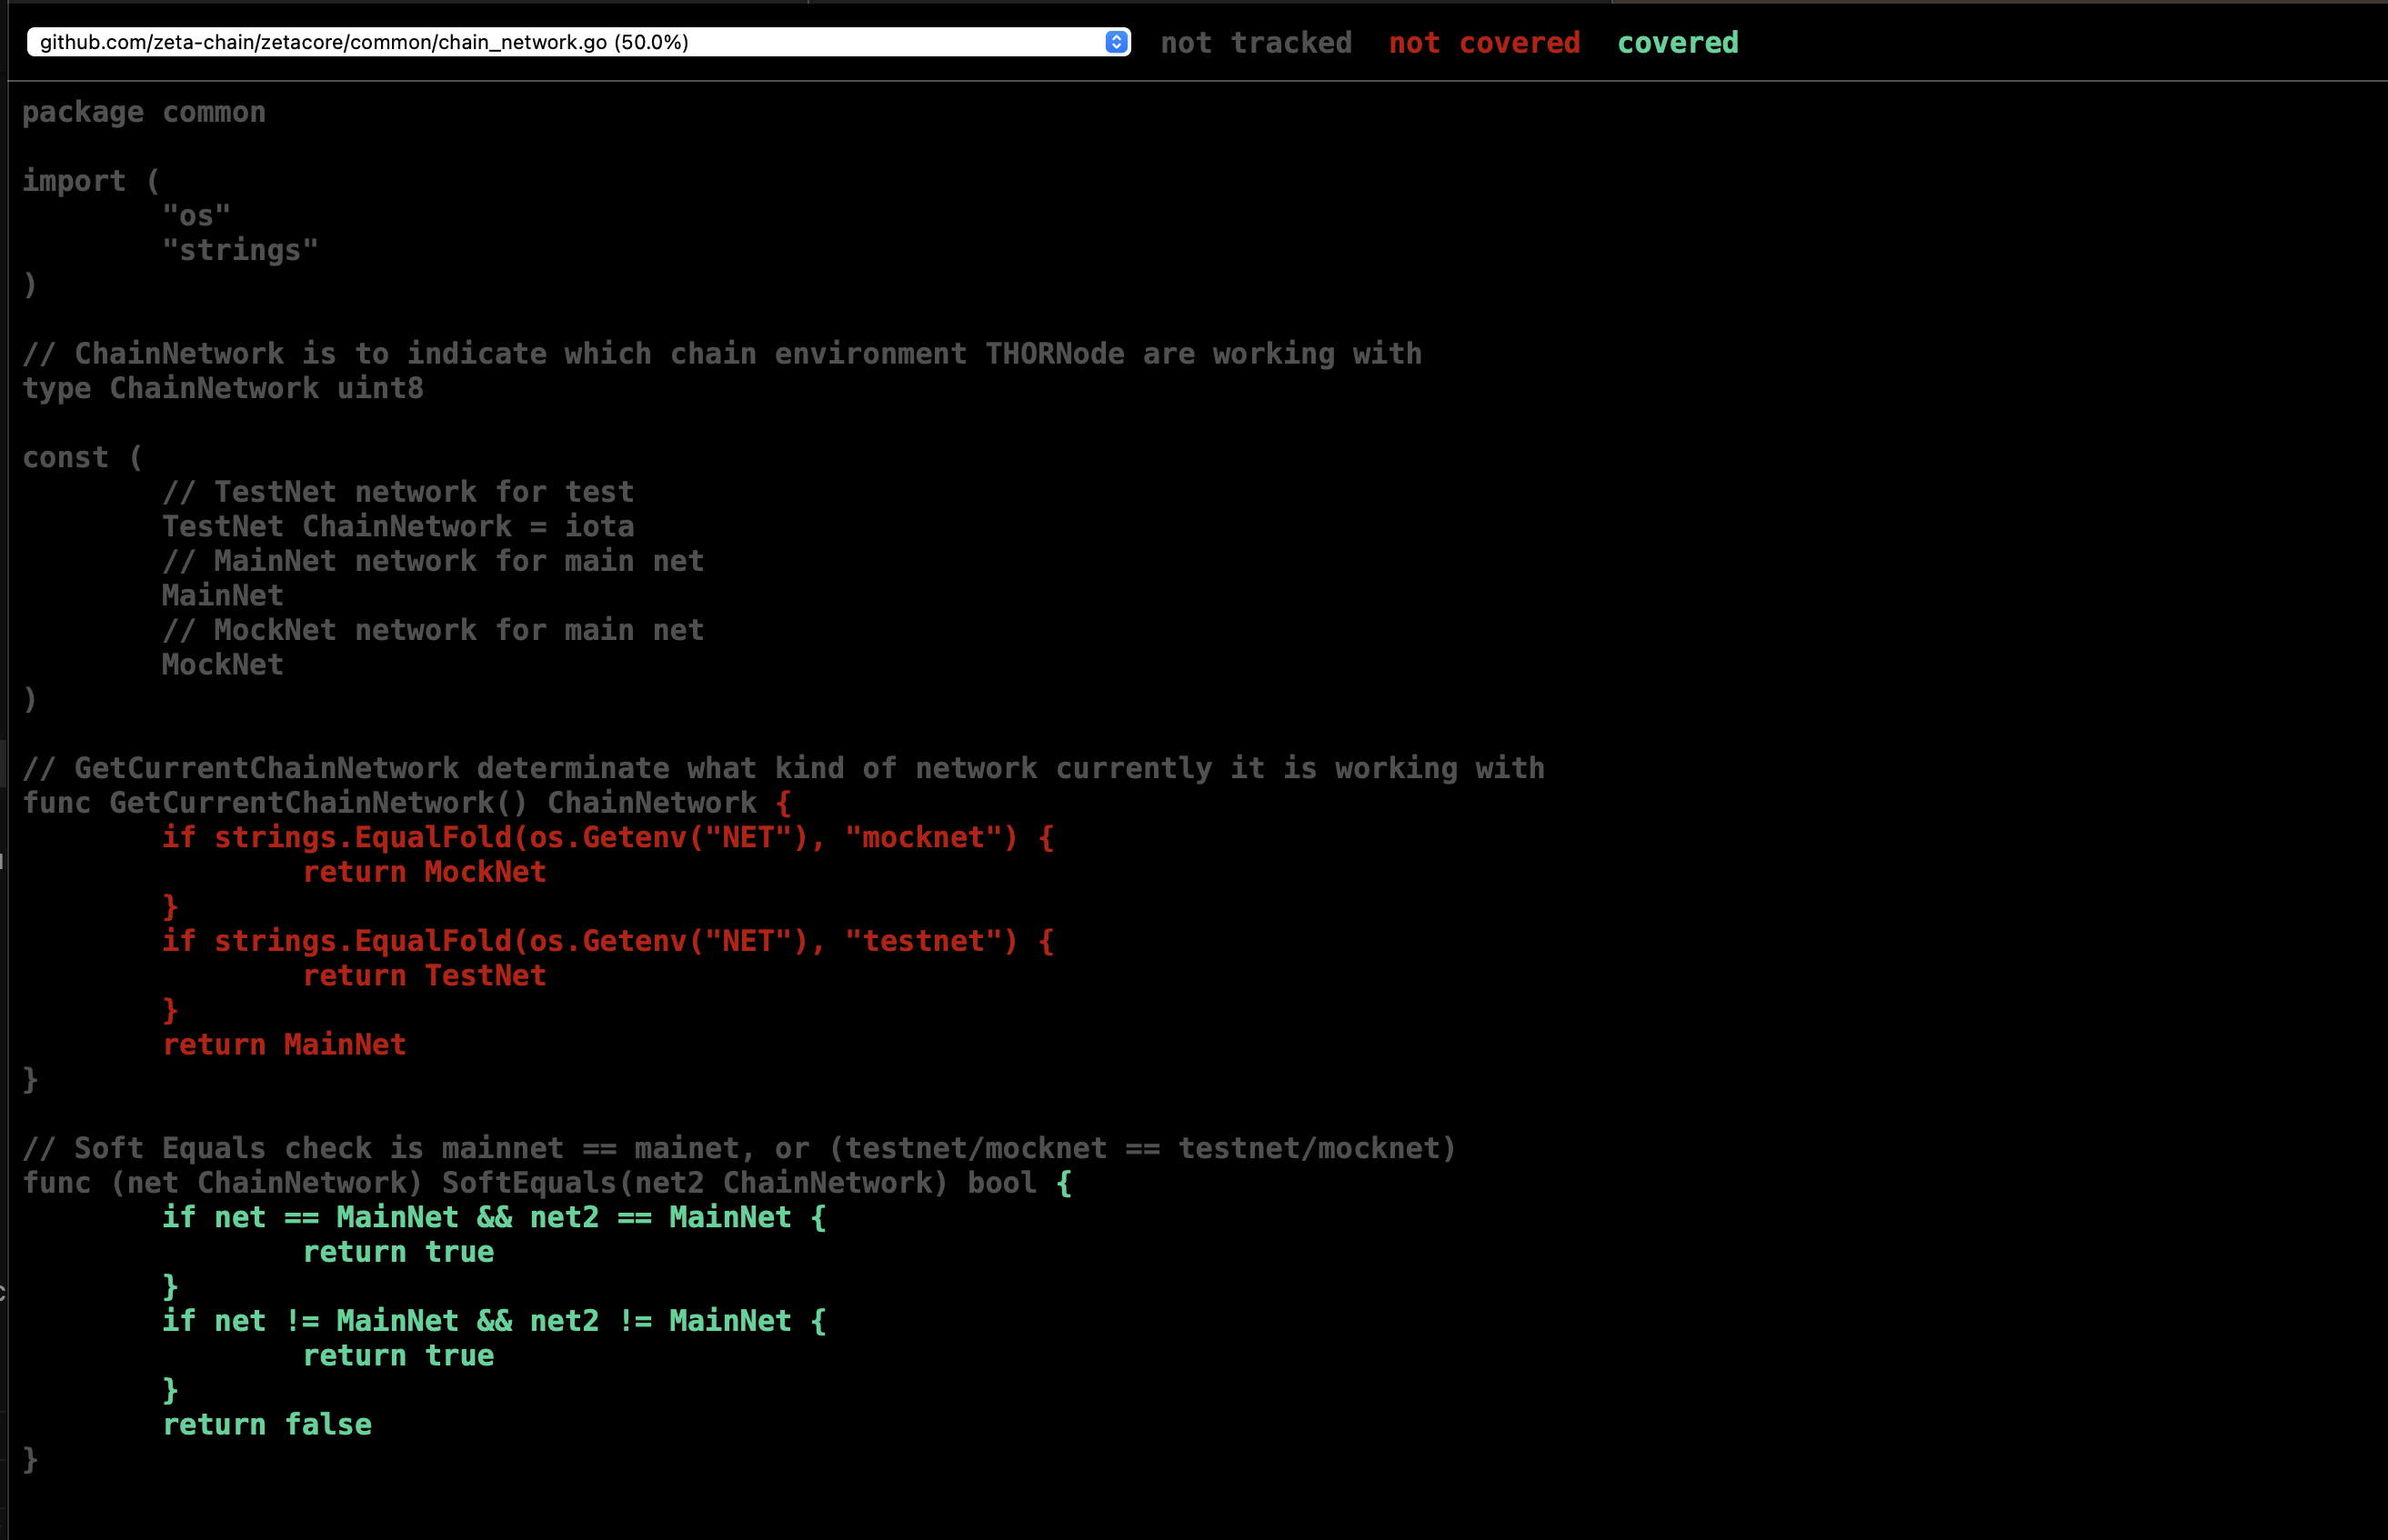 github.com/zeta-chain/zetacore/common/chain_network.go (50.0%) not tracked not covered covered
package common
import (
"os"
"strings"
)
// ChainNetwork is to indicate which chain environment THORNode are working with
type ChainNetwork uint8
const (
// TestNet network for test
TestNet ChainNetwork = iota
// MainNet network for main net
MainNet
// MockNet network for main net
MockNet
)
// GetCurrentChainNetwork determinate what kind of network currently it is working with
func GetCurrentChainNetwork() ChainNetwork {
if strings.EqualFold(os.Getenv("NET"), "mocknet") {
return MockNet
}
if strings.EqualFold(os.Getenv("NET"), "testnet") {
return TestNet
}
return MainNet
}
// Soft Equals check is mainnet == mainet, or (testnet/mocknet == testnet/mocknet)
func (net ChainNetwork) SoftEquals(net2 ChainNetwork) bool {
if net == MainNet && net2 == MainNet {
return true
}
if net != MainNet && net2 != MainNet {
return true
}
return false
}